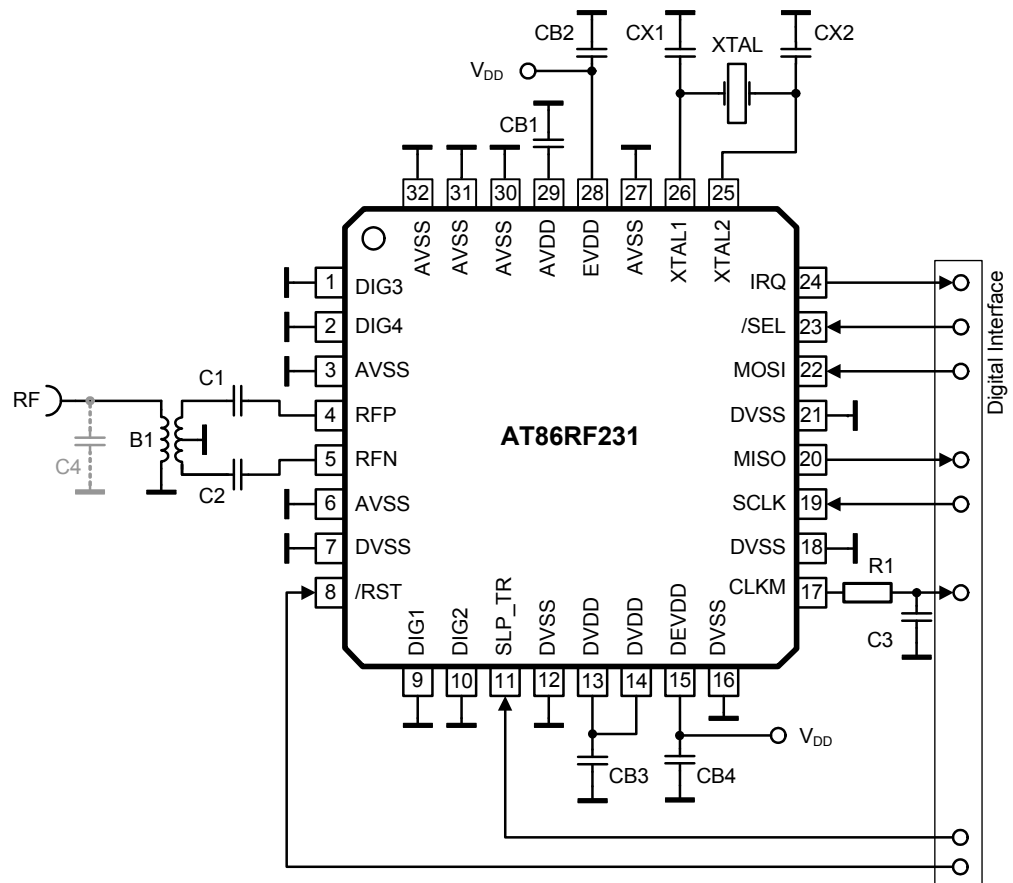 CB2
CX1
XTAL
CX2
V_DD
CB1
32
31
30
29
28
27
26
25
AVSS
AVSS
AVSS
AVDD
EVDD
AVSS
XTAL1
XTAL2
1
DIG3
IRQ
24
2
DIG4
/SEL
23
3
AVSS
MOSI
22
RF
C4
B1
C1
C2
4
RFP
DVSS
21
AT86RF231
5
RFN
MISO
20
6
AVSS
SCLK
19
7
DVSS
DVSS
18
8
/RST
CLKM
17
R1
C3
Digital Interface
DIG1
DIG2
SLP_TR
DVSS
DVDD
DVDD
DEVDD
DVSS
9
10
11
12
13
14
15
16
V_DD
CB3
CB4